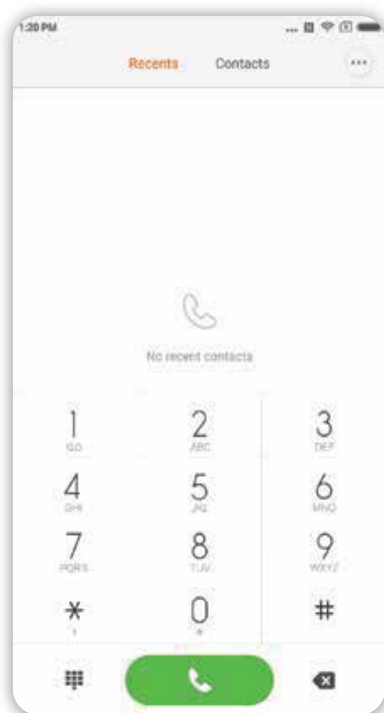 1:20 PM ...
Recents Contacts ...
No recent contacts
1 2 3
ABC DEF
4 5 6
GHI JKL MNO
7 8 9
PQRS TUV WXYZ
* 0 #
,  +